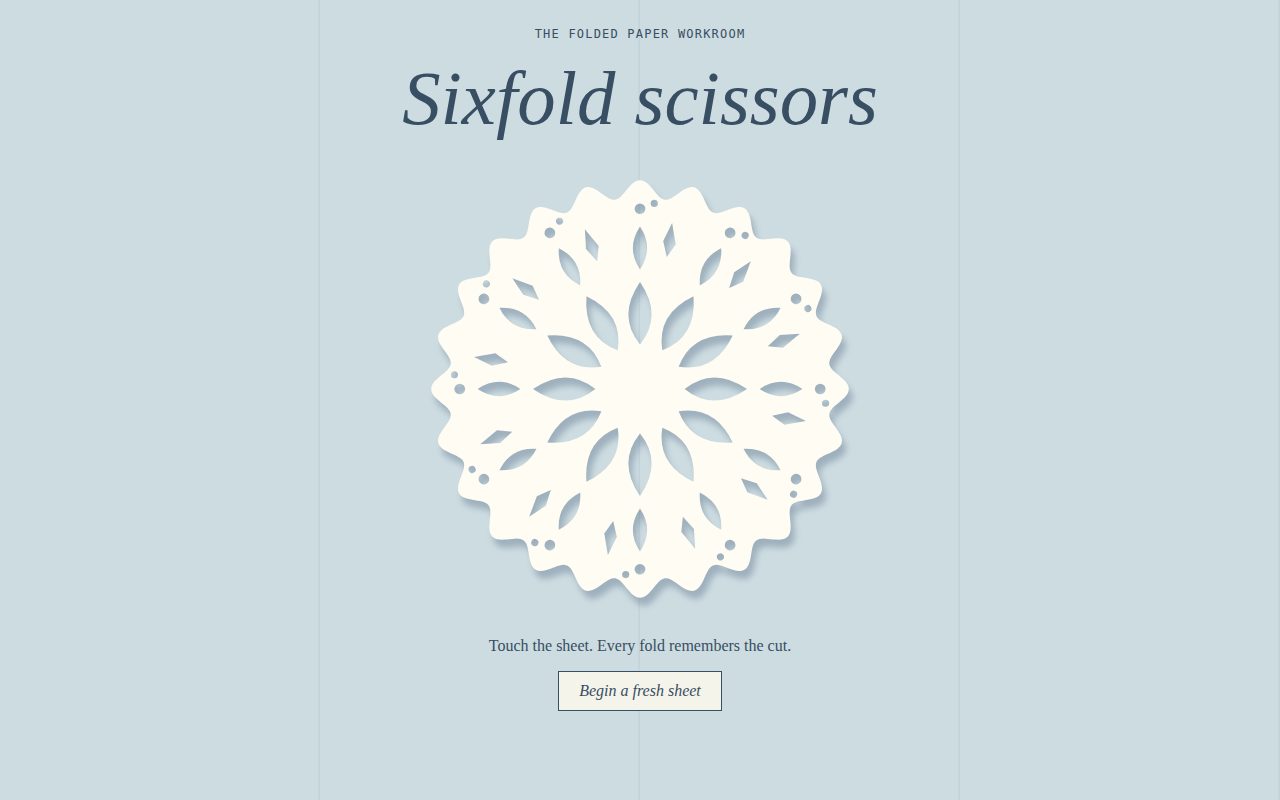 THE FOLDED PAPER WORKROOM
Sixfold scissors
Touch the sheet. Every fold remembers the cut.
Begin a fresh sheet